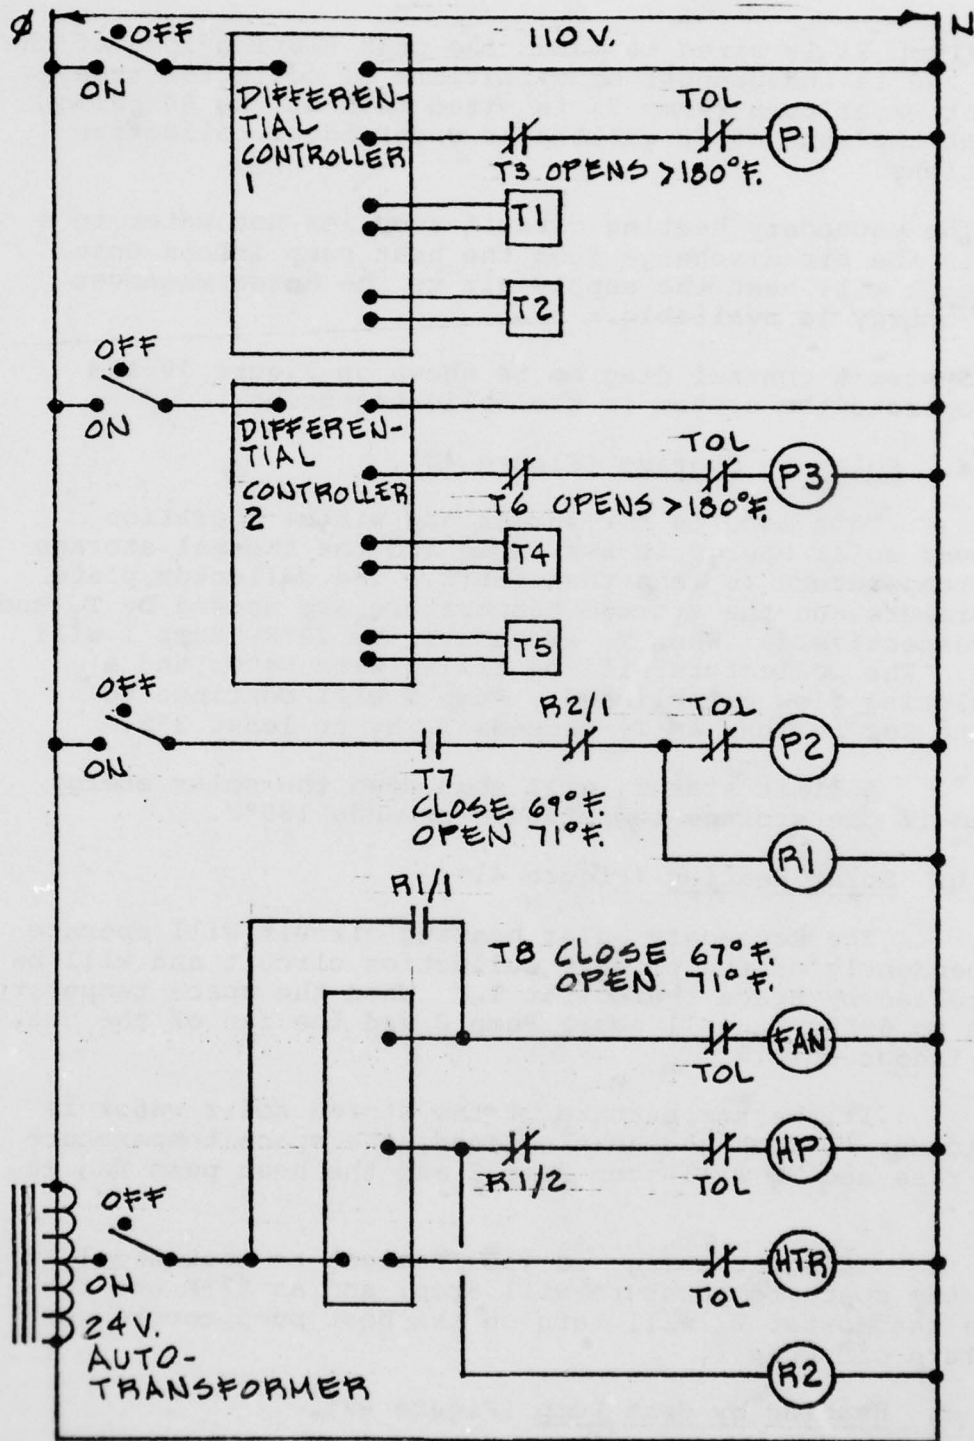 Ø
110 V.
N
OFF
ON
DIFFEREN-
TIAL
CONTROLLER
1
TOL
P1
T3 OPENS >180°F.
T1
T2
OFF
ON
DIFFEREN-
TIAL
CONTROLLER
2
TOL
P3
T6 OPENS >180°F.
T4
T5
OFF
ON
R2/1
TOL
P2
T7
CLOSE 69°F.
OPEN 71°F.
R1
R1/1
T8 CLOSE 67°F.
OPEN 71°F.
FAN
TOL
HP
R1/2
TOL
OFF
ON
HTR
TOL
24V.
AUTO-
TRANSFORMER
R2